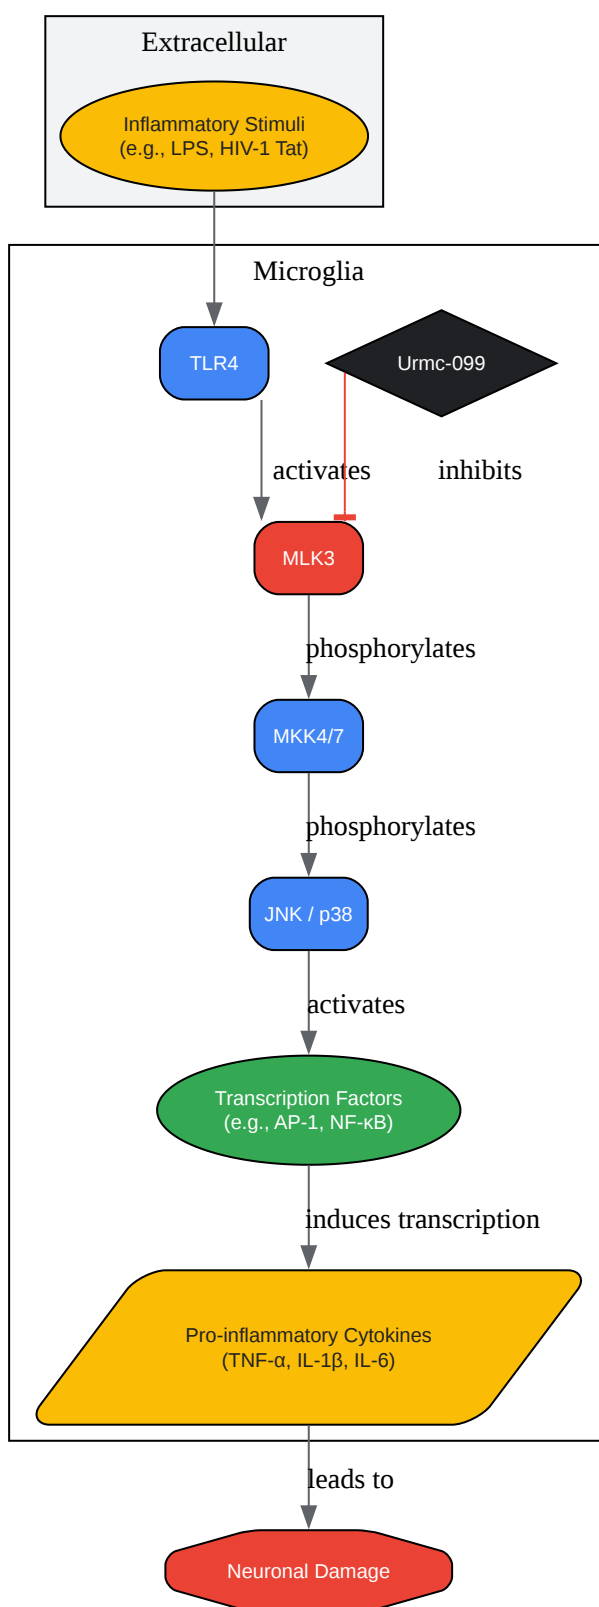 Extracellular
Inflammatory Stimuli
(e.g., LPS, HIV-1 Tat)
Microglia
TLR4
Urmc-099
activates
inhibits
MLK3
phosphorylates
MKK4/7
phosphorylates
JNK / p38
activates
Transcription Factors
(e.g., AP-1, NF-κB)
induces transcription
Pro-inflammatory Cytokines
(TNF-α, IL-1β, IL-6)
leads to
Neuronal Damage